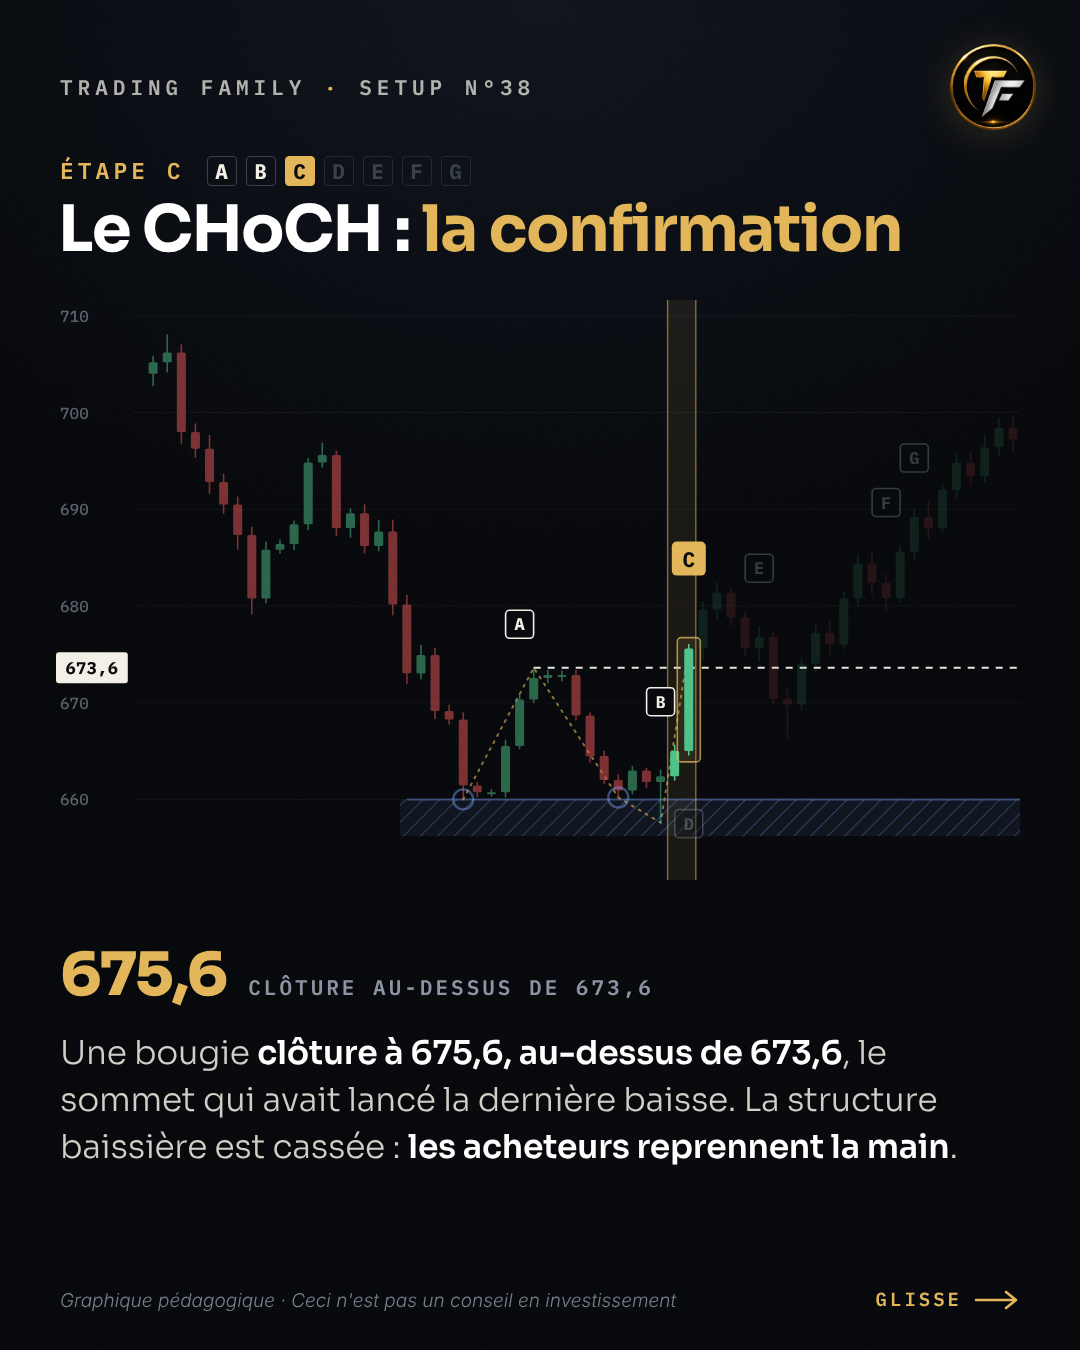 TRADING FAMILY · SETUP N°38
TF
ÉTAPE C A B C D E F G
Le CHoCH : la confirmation
710
700
690
680
673,6
670
660
A
B
C
D
E
F
G
675,6 CLÔTURE AU-DESSUS DE 673,6
Une bougie clôture à 675,6, au-dessus de 673,6, le
sommet qui avait lancé la dernière baisse. La structure
baissière est cassée : les acheteurs reprennent la main.
Graphique pédagogique · Ceci n'est pas un conseil en investissement
GLISSE →